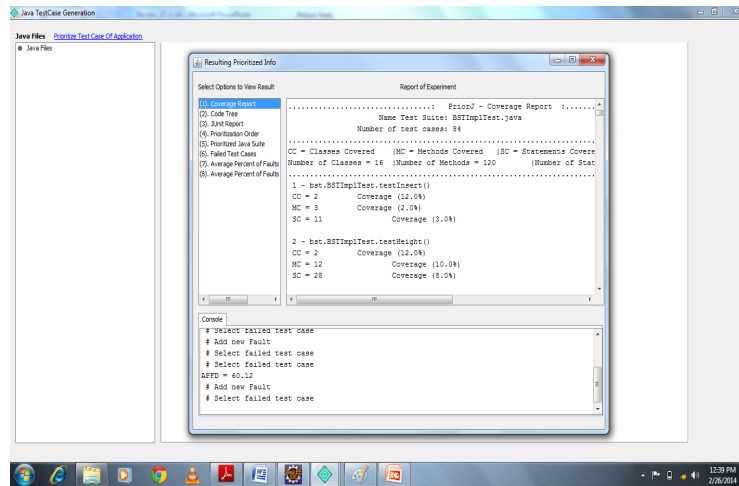 Java TestCase Generation
Java Files Prioritize Test Case Of Application
Java Files
Resulting Prioritized Info
Select Options to View Result
Report of Experiment
(1). Coverage Report
(2). Code Tree
(3). JUnit Report
(4). Prioritization Order
(5). Prioritized Java Suite
(6). Failed Test Cases
(7). Average Percent of Faults
(8). Average Percent of Faults
................................: PriorJ - Coverage Report :.......
Name Test Suite: BSTImplTest.java
Number of test cases: 84
CC = Classes Covered |MC = Methods Covered |SC = Statements Covere
Number of Classes = 16 |Number of Methods = 120 |Number of Stat
1 - bst.BSTImplTest.testInsert()
CC = 2 Coverage (12.0%)
MC = 3 Coverage (2.0%)
SC = 11 Coverage (3.0%)
2 - bst.BSTImplTest.testHeight()
CC = 2 Coverage (12.0%)
MC = 12 Coverage (10.0%)
SC = 28 Coverage (8.0%)
Console
# Select failed test case
# Add new Fault
# Select failed test case
# Select failed test case
APFD = 60.12
# Add new Fault
# Select failed test case
12:39 PM
2/26/2014